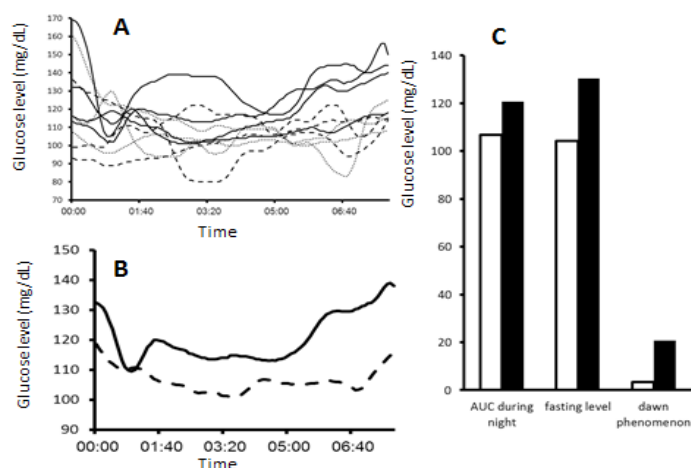 A
Glucose level (mg/dL)
170
160
150
140
130
120
110
100
90
80
70
00:00 01:40 03:20 05:00 06:40
Time
B
Glucose level (mg/dL)
150
140
130
120
110
100
90
00:00 01:40 03:20 05:00 06:40
Time
C
Glucose level (mg/dL)
140
120
100
80
60
40
20
0
AUC during fasting level dawn
night phenomenon